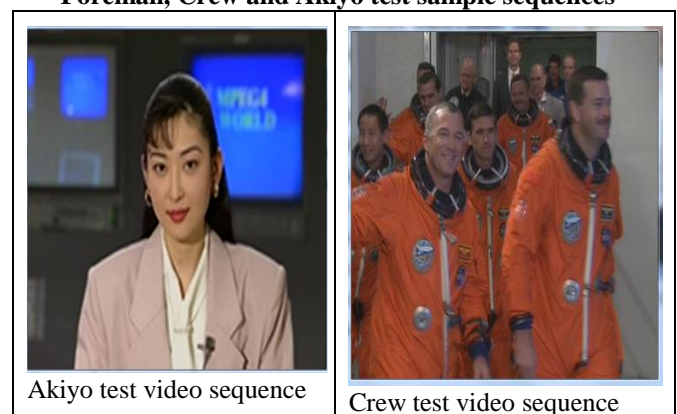 Foreman, Crew and Akiyo test sample sequences
MPEG4
WORLD
Akiyo test video sequence
Crew test video sequence